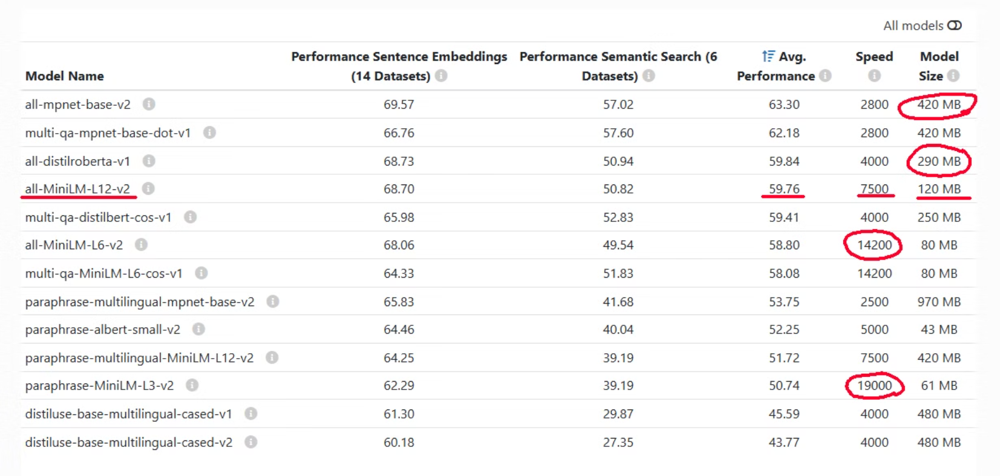 All models
Model Name Performance Sentence Embeddings (14 Datasets) Performance Semantic Search (6 Datasets) Avg. Performance Speed Model Size
all-mpnet-base-v2 69.57 57.02 63.30 2800 420 MB
multi-qa-mpnet-base-dot-v1 66.76 57.60 62.18 2800 420 MB
all-distilroberta-v1 68.73 50.94 59.84 4000 290 MB
all-MiniLM-L12-v2 68.70 50.82 59.76 7500 120 MB
multi-qa-distilbert-cos-v1 65.98 52.83 59.41 4000 250 MB
all-MiniLM-L6-v2 68.06 49.54 58.80 14200 80 MB
multi-qa-MiniLM-L6-cos-v1 64.33 51.83 58.08 14200 80 MB
paraphrase-multilingual-mpnet-base-v2 65.83 41.68 53.75 2500 970 MB
paraphrase-albert-small-v2 64.46 40.04 52.25 5000 43 MB
paraphrase-multilingual-MiniLM-L12-v2 64.25 39.19 51.72 7500 420 MB
paraphrase-MiniLM-L3-v2 62.29 39.19 50.74 19000 61 MB
distiluse-base-multilingual-cased-v1 61.30 29.87 45.59 4000 480 MB
distiluse-base-multilingual-cased-v2 60.18 27.35 43.77 4000 480 MB